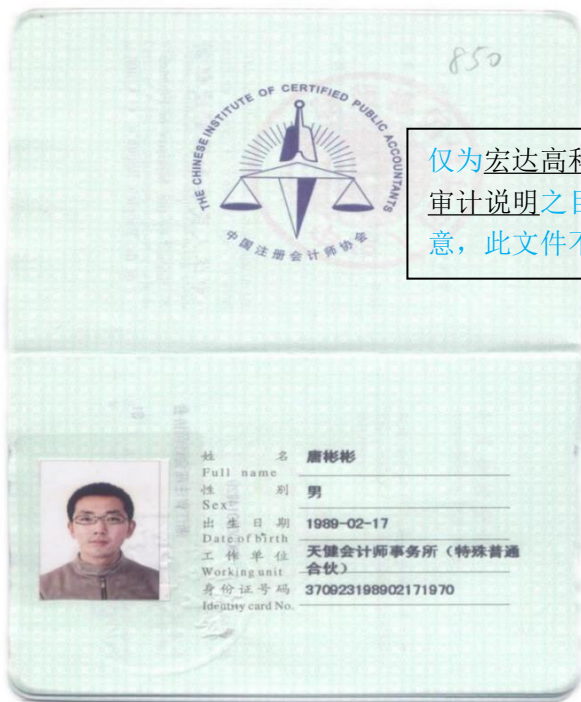 850
THE CHINESE INSTITUTE OF CERTIFIED PUBLIC ACCOUNTANTS
中国注册会计师协会
仅为宏达高科
审计说明之目
意，此文件不
姓 名 唐彬彬
Full name
性 别 男
Sex
出生日期 1989-02-17
Date of birth
工作单位 天健会计师事务所（特殊普通
Working unit 合伙）
身份证号码 370923198902171970
Identity card No.